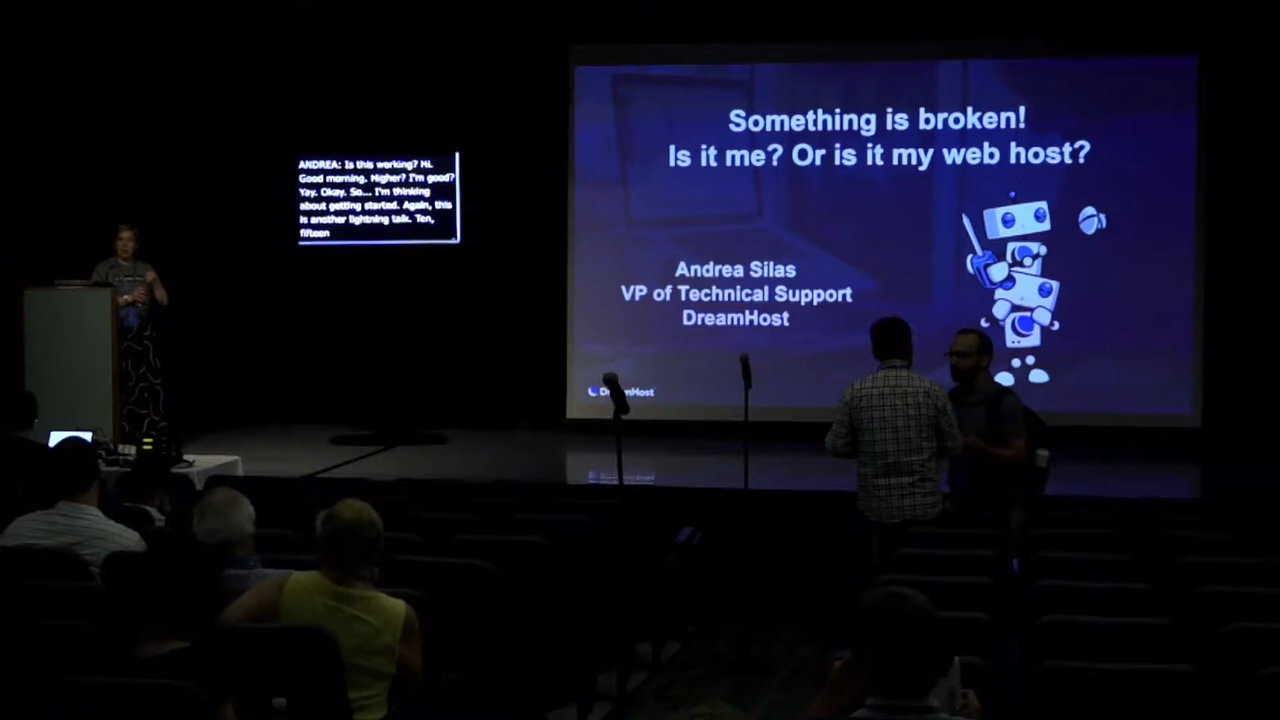 ANDREA: Is this working? Hi.
Good morning. Higher? I'm good?
Yay. Okay. So... I'm thinking
about getting started. Again, this
is another lightning talk. Ten,
fifteen
Something is broken!
Is it me? Or is it my web host?
Andrea Silas
VP of Technical Support
DreamHost
DreamHost